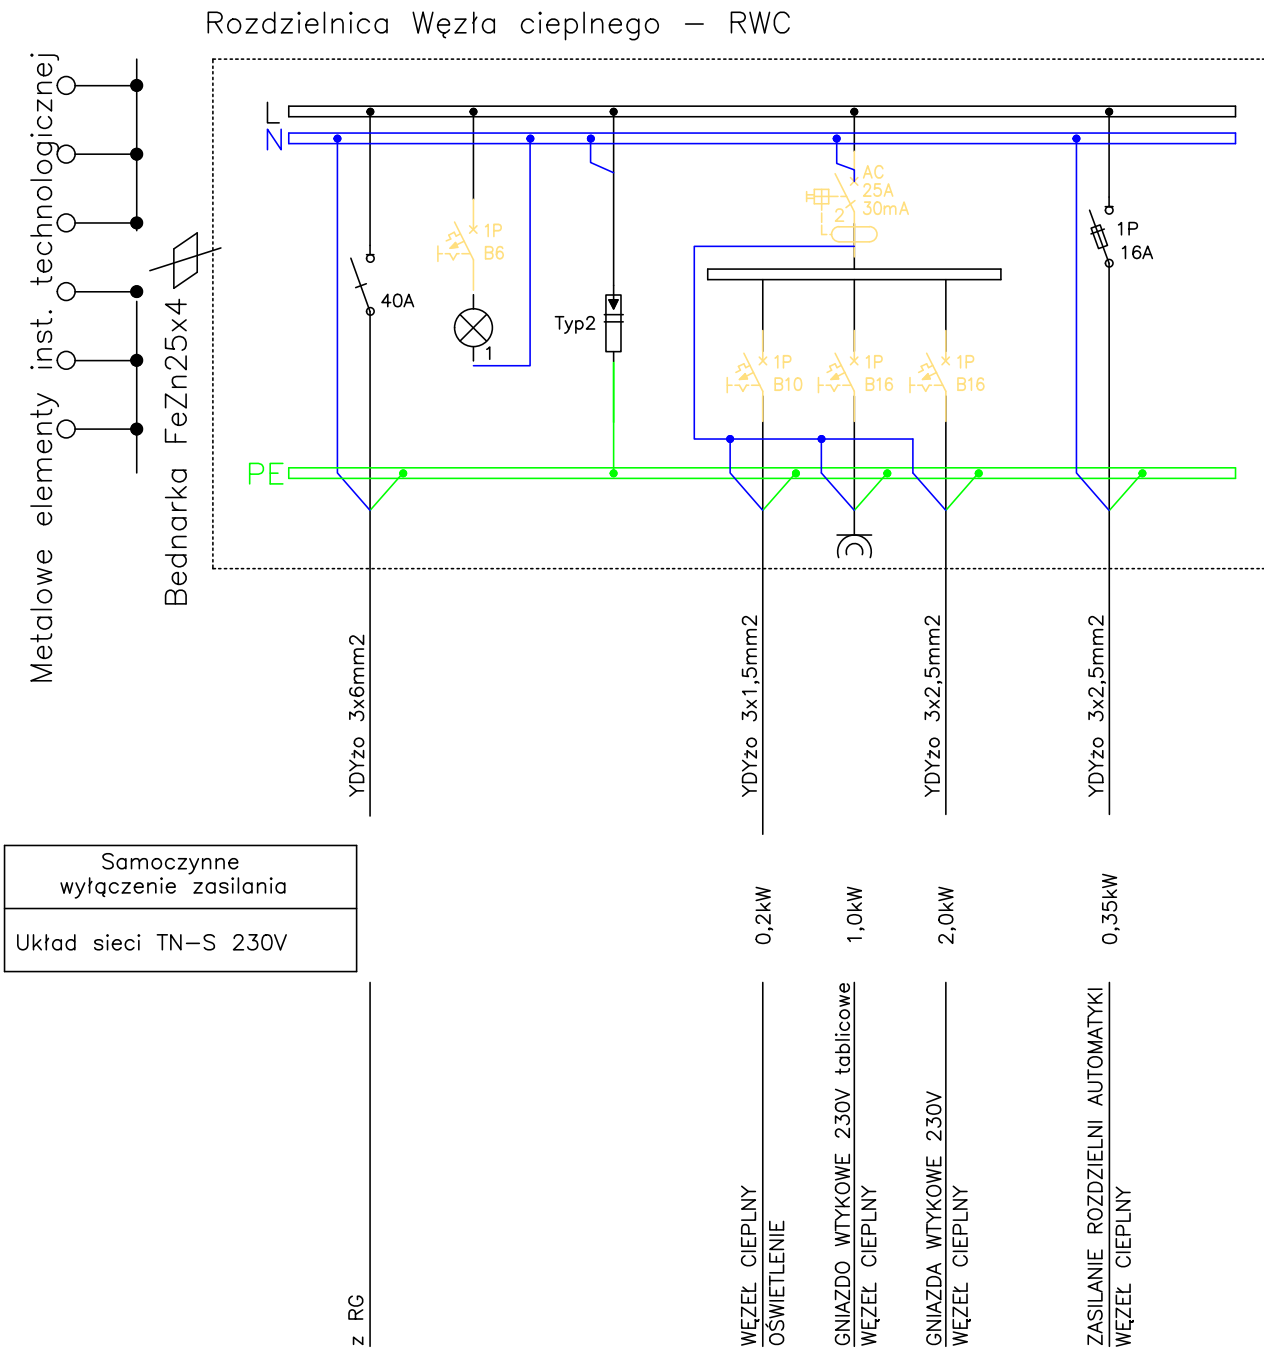 Rozdzielnica Węzła cieplnego – RWC
Metalowe elementy inst. technologicznej
Bednarka FeZn25x4
L
N
PE
40A
1P
B6
1
Typ2
AC
25A
30mA
2
1P
B10
1P
B16
1P
B16
1P
16A
YDYżo 3x6mm2
YDYżo 3x1,5mm2
YDYżo 3x2,5mm2
YDYżo 3x2,5mm2
Samoczynne
wyłączenie zasilania
Układ sieci TN–S 230V
0,2kW
1,0kW
2,0kW
0,35kW
z RG
WĘZEŁ CIEPLNY
OŚWIETLENIE
GNIAZDO WTYKOWE 230V tablicowe
WĘZEŁ CIEPLNY
GNIAZDA WTYKOWE 230V
WĘZEŁ CIEPLNY
ZASILANIE ROZDZIELNI AUTOMATYKI
WĘZEŁ CIEPLNY